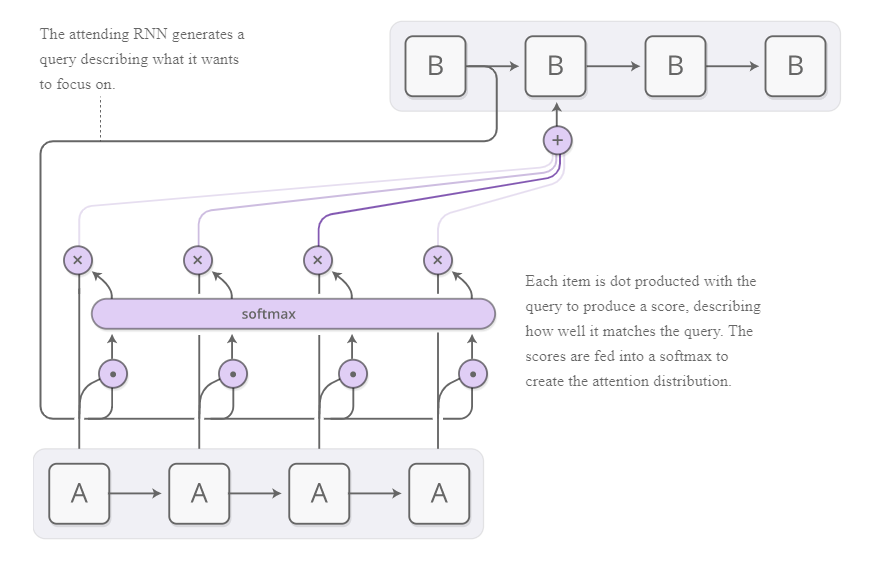 The attending RNN generates a
query describing what it wants
to focus on.
B B B B
+
× × × ×
softmax
Each item is dot producted with the
query to produce a score, describing
how well it matches the query. The
scores are fed into a softmax to
create the attention distribution.
• • • •
A A A A